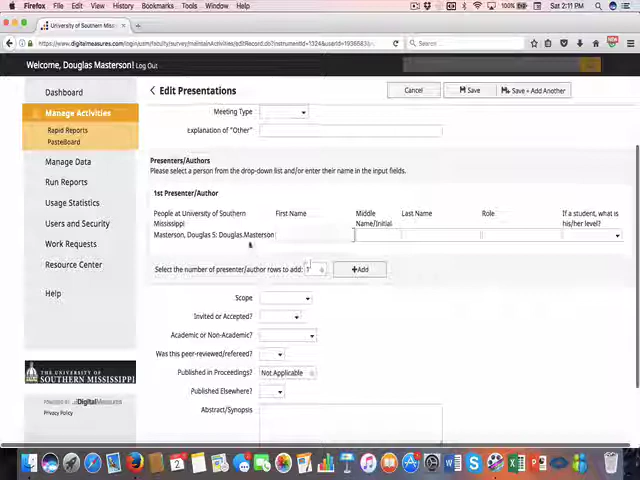 Firefox File Edit View History Bookmarks Tools Window Help
100% Sat 2:11 PM
University of Southern Missi...
Search
Welcome, Douglas Masterson! Log Out
Dashboard
Manage Activities
Rapid Reports
PasteBoard
Manage Data
Run Reports
Usage Statistics
Users and Security
Work Requests
Resource Center
Help
THE UNIVERSITY OF
SOUTHERN MISSISSIPPI
POWERED BY DigitalMeasures
Privacy Policy
Edit Presentations
Cancel
Save
Save + Add Another
Meeting Type
Explanation of "Other"
Presenters/Authors
Please select a person from the drop-down list and/or enter their name in the input fields.
1st Presenter/Author
People at University of Southern Mississippi
First Name
Middle Name/Initial
Last Name
Role
If a student, what is his/her level?
Masterson, Douglas S: Douglas.Masterson
Select the number of presenter/author rows to add: 1
+Add
Scope
Invited or Accepted?
Academic or Non-Academic?
Was this peer-reviewed/refereed?
Published in Proceedings? Not Applicable
Published Elsewhere?
Abstract/Synopsis